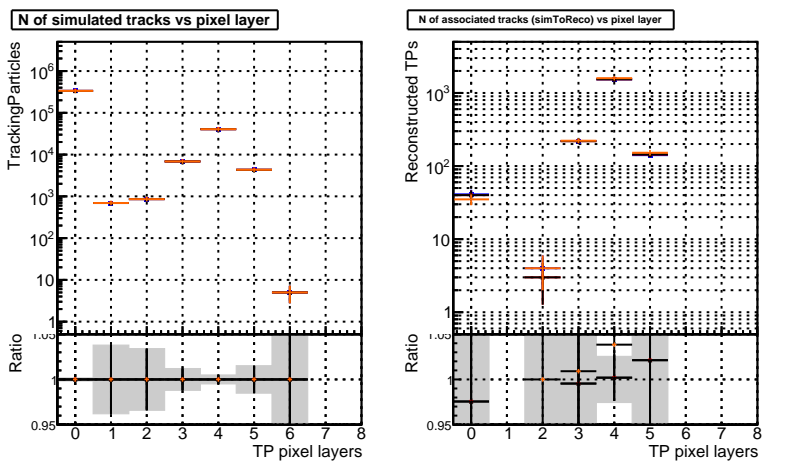 N of simulated tracks vs pixel layer
TrackingParticles
10^6
10^5
10^4
10^3
10^2
10
1
Ratio
1.05
1
0.95
0 1 2 3 4 5 6 7 8
TP pixel layers
N of associated tracks (simToReco) vs pixel layer
Reconstructed TPs
10^3
10^2
10
1
Ratio
1.05
1
0.95
0 1 2 3 4 5 6 7 8
TP pixel layers